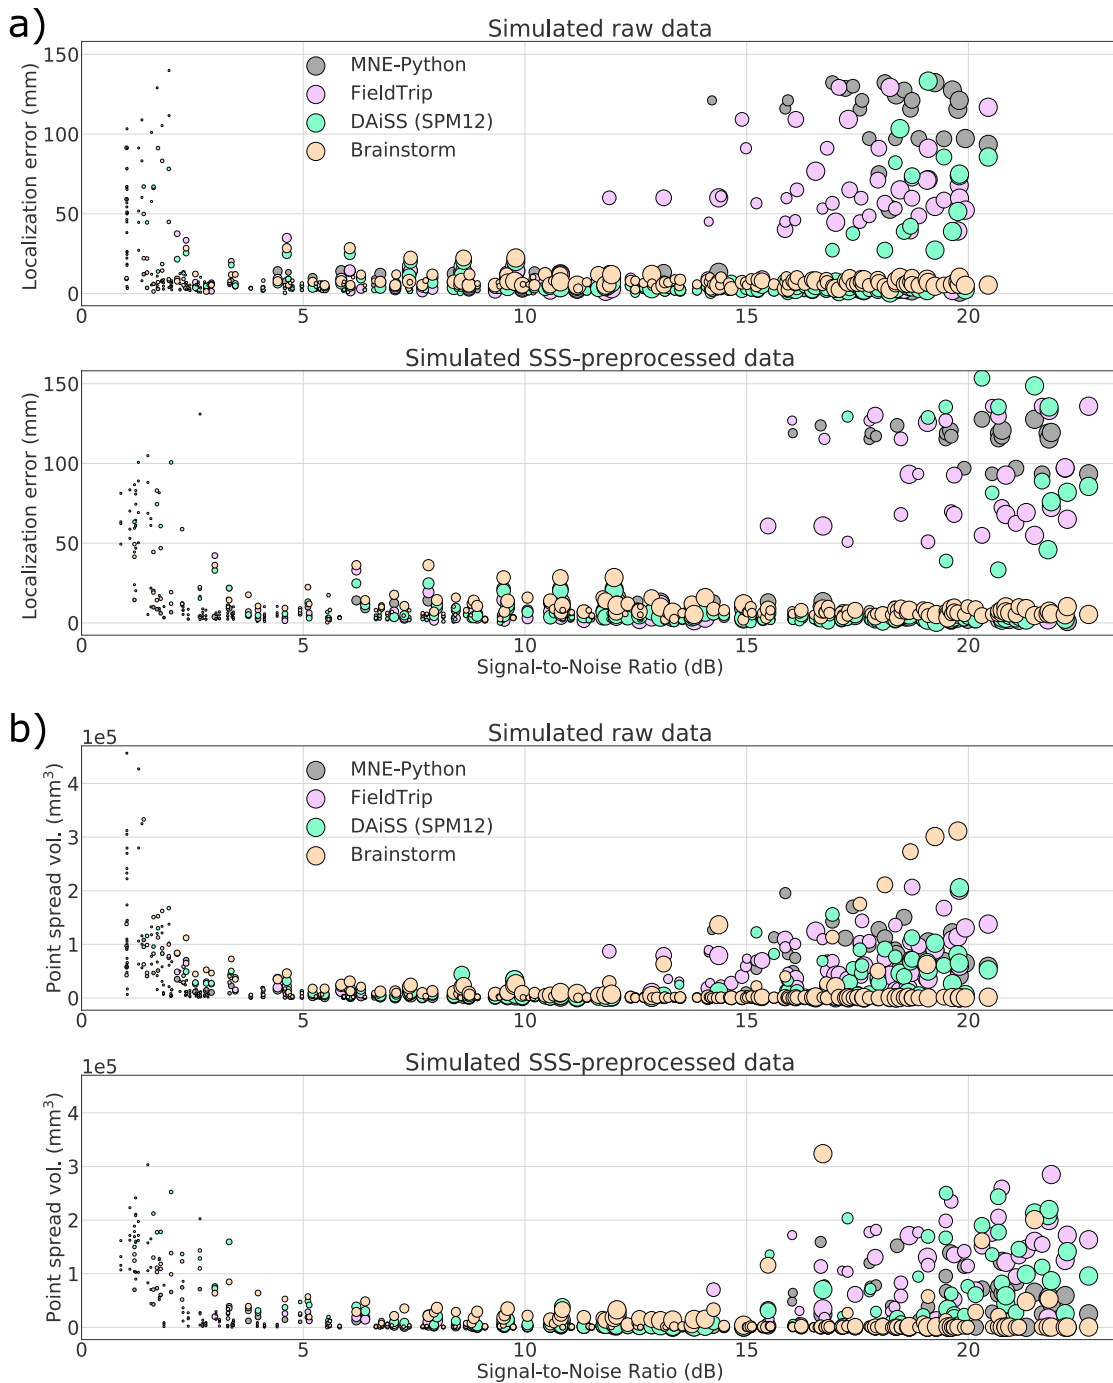 a)
Simulated raw data
Localization error (mm)
150
100
50
0
MNE-Python
FieldTrip
DAiSS (SPM12)
Brainstorm
0 5 10 15 20
Simulated SSS-preprocessed data
Localization error (mm)
150
100
50
0
0 5 10 15 20
Signal-to-Noise Ratio (dB)
b)
1e5
Simulated raw data
Point spread vol. (mm³)
4
3
2
1
0
MNE-Python
FieldTrip
DAiSS (SPM12)
Brainstorm
0 5 10 15 20
1e5
Simulated SSS-preprocessed data
Point spread vol. (mm³)
4
3
2
1
0
0 5 10 15 20
Signal-to-Noise Ratio (dB)